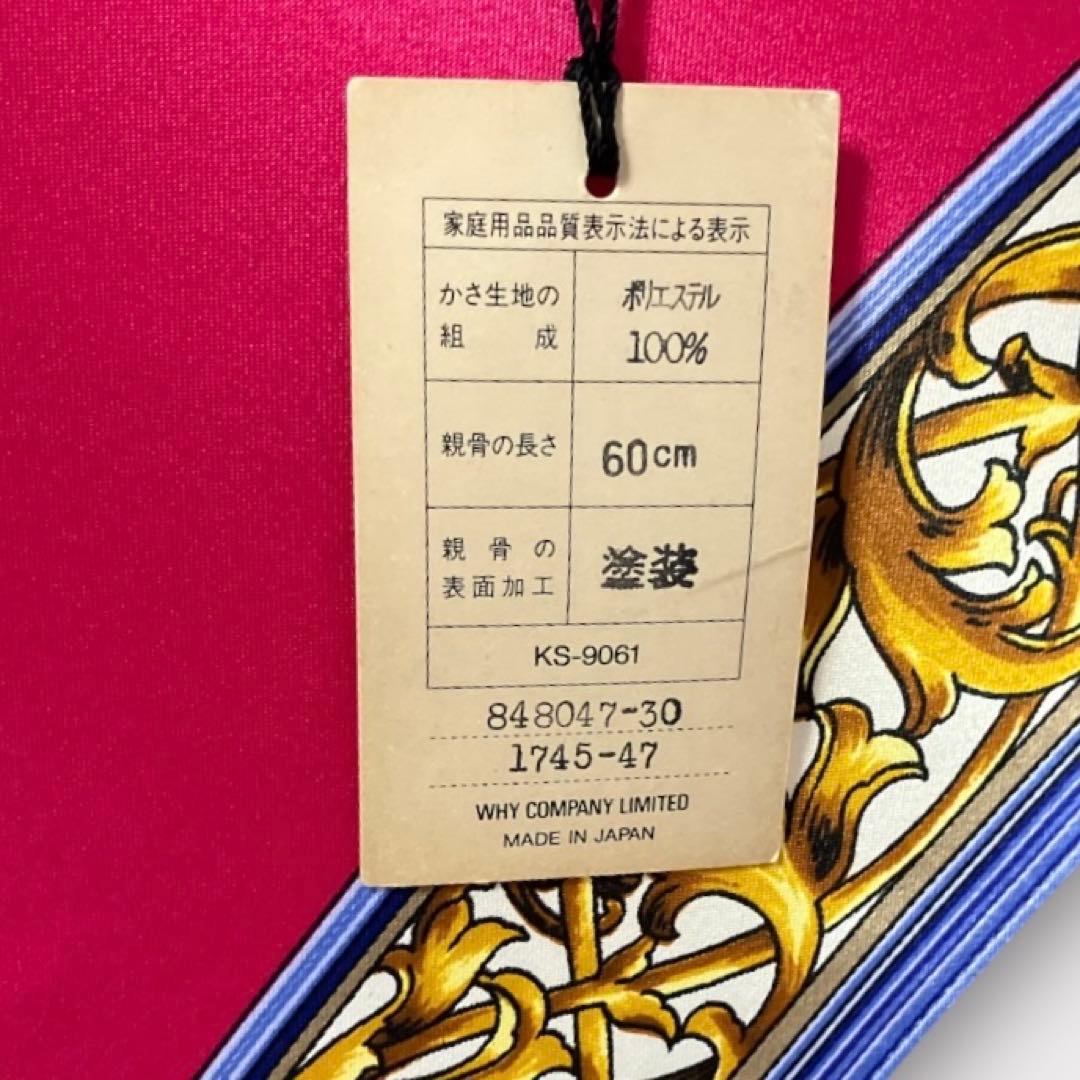 家庭用品品質表示法による表示
かさ生地の
組成
ポリエステル
100%
親骨の長さ
60cm
親骨の
表面加工
塗装
KS-9061
848047-30
1745-47
WHY COMPANY LIMITED
MADE IN JAPAN